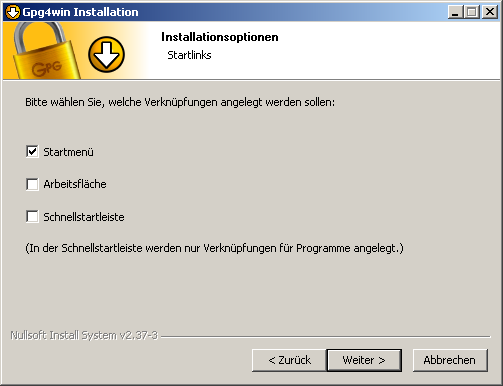 Gpg4win Installation
GPG
Installationsoptionen
Startlinks
Bitte wählen Sie, welche Verknüpfungen angelegt werden sollen:
Startmenü
Arbeitsfläche
Schnellstartleiste
(In der Schnellstartleiste werden nur Verknüpfungen für Programme angelegt.)
Nullsoft Install System v2.37-3
< Zurück Weiter > Abbrechen